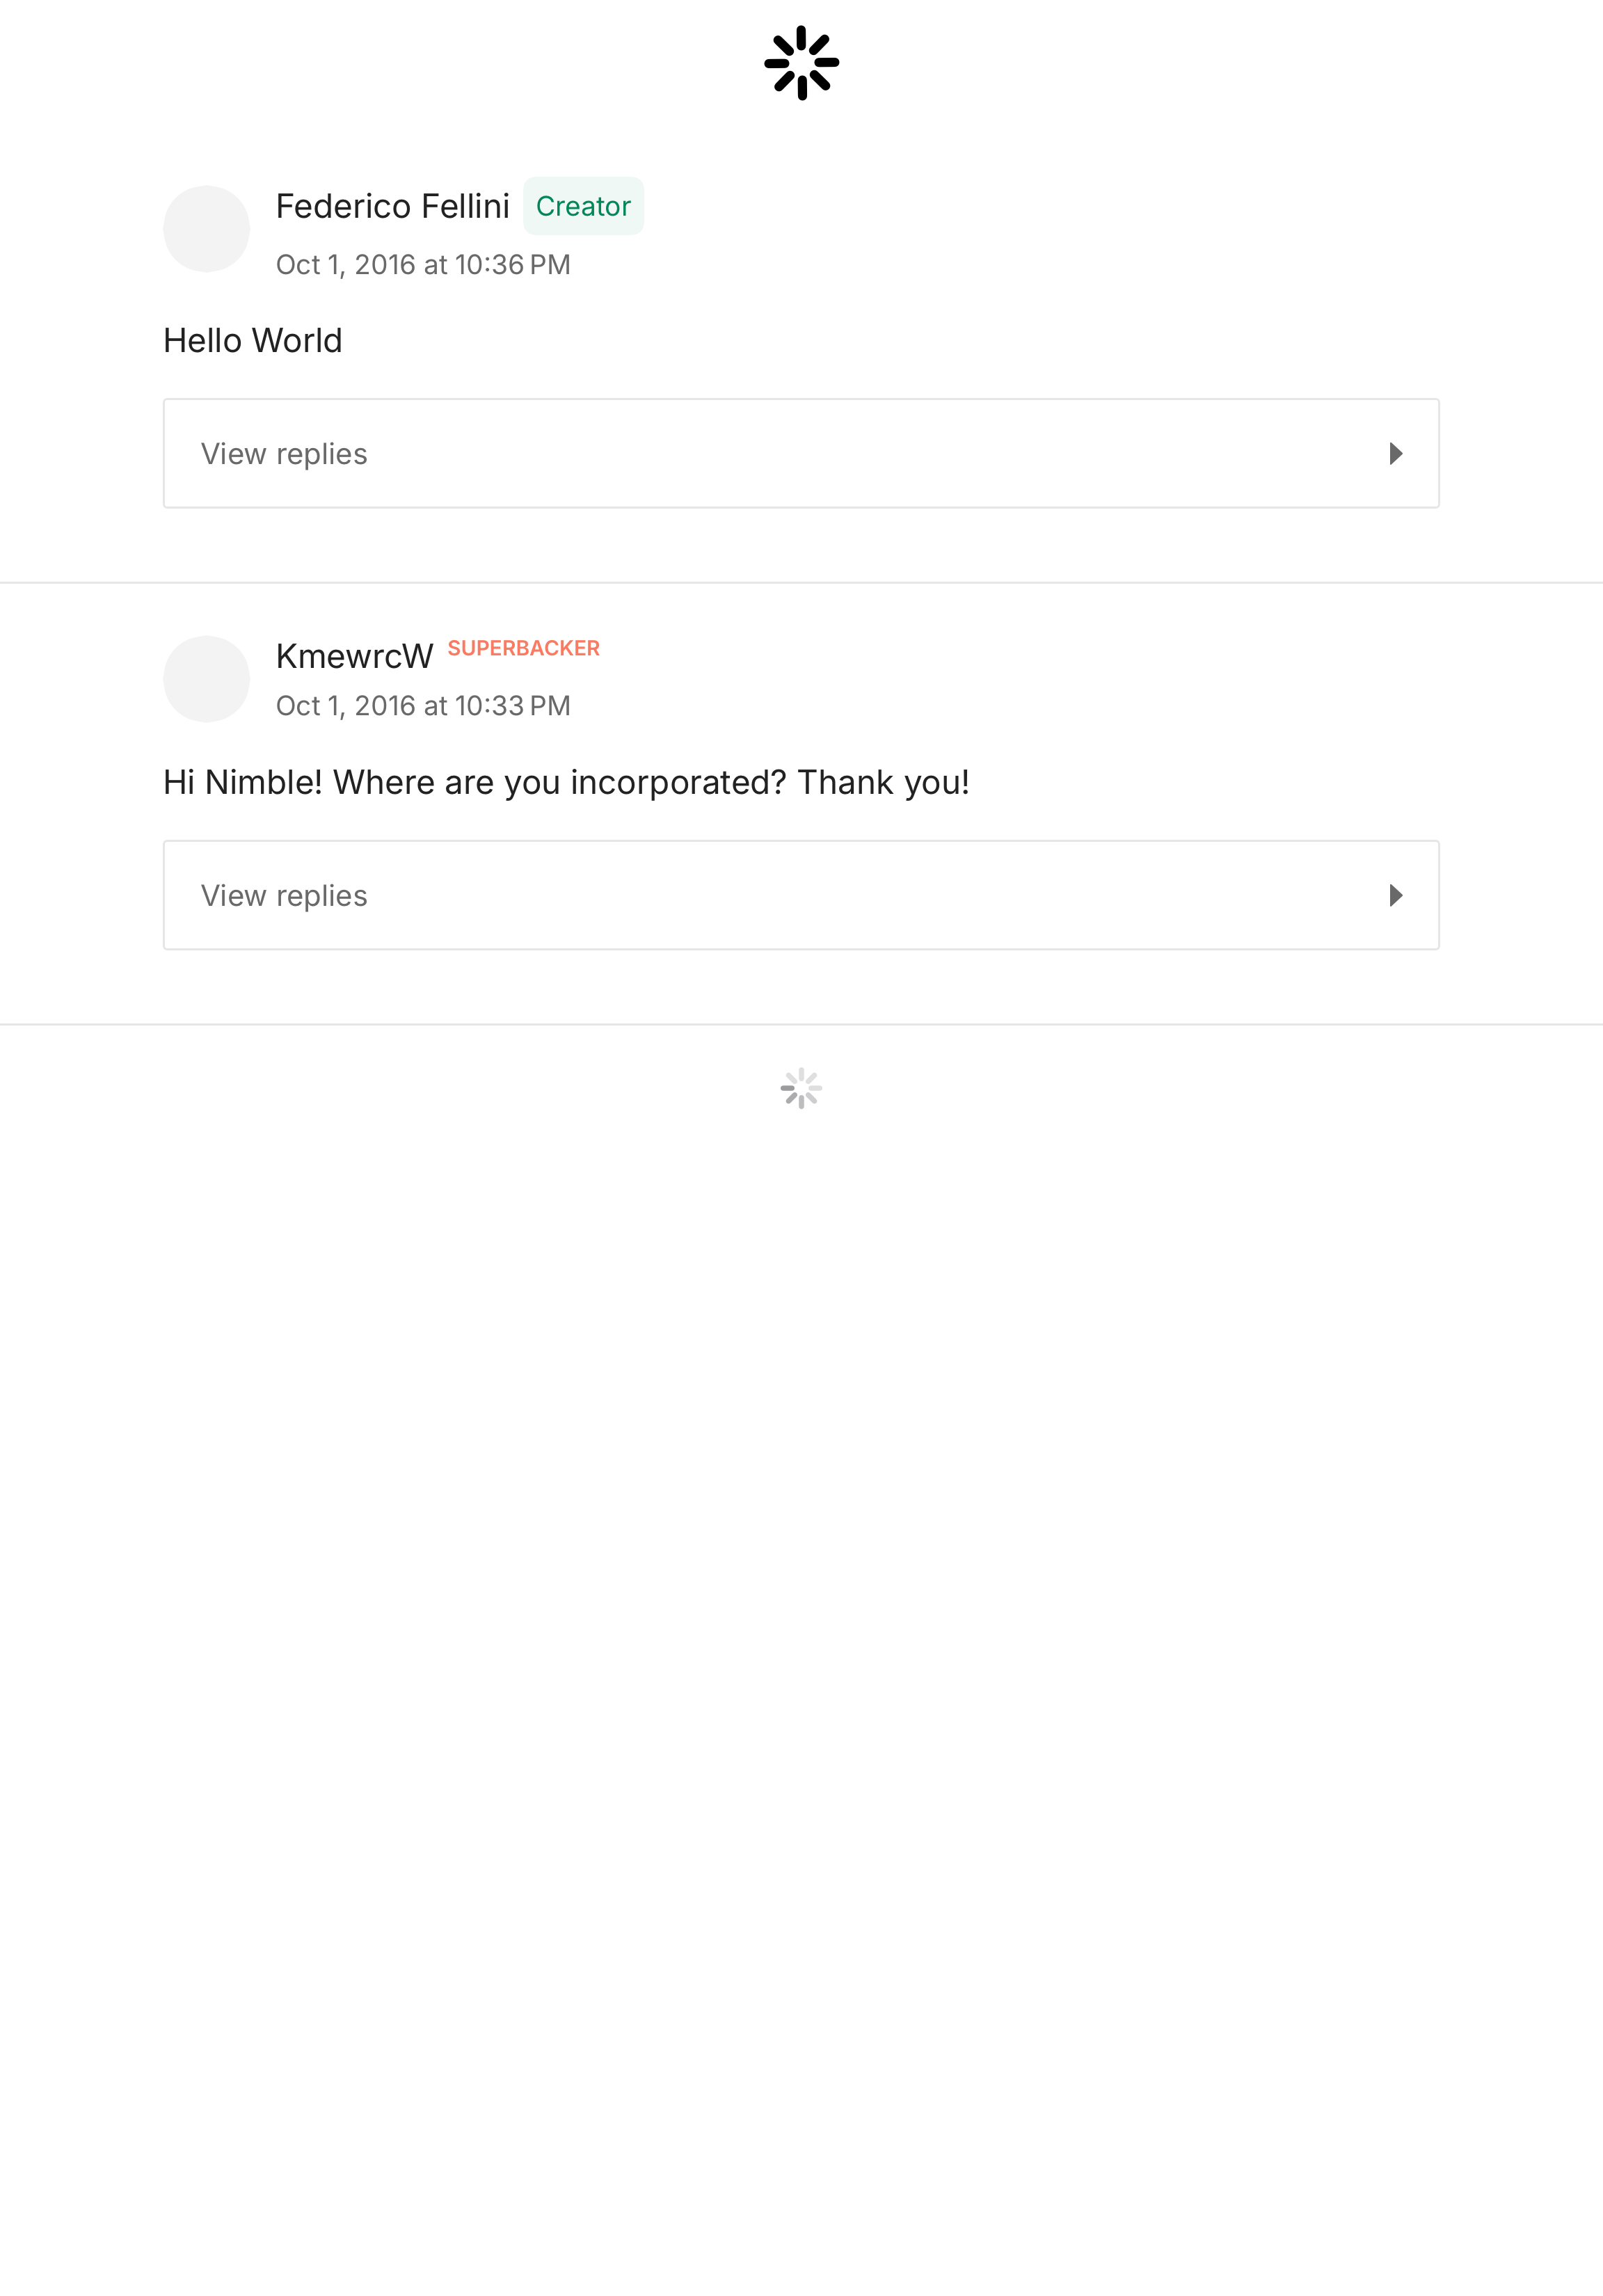 Federico Fellini Creator
Oct 1, 2016 at 10:36 PM
Hello World
View replies
KmewrcW SUPERBACKER
Oct 1, 2016 at 10:33 PM
Hi Nimble! Where are you incorporated? Thank you!
View replies